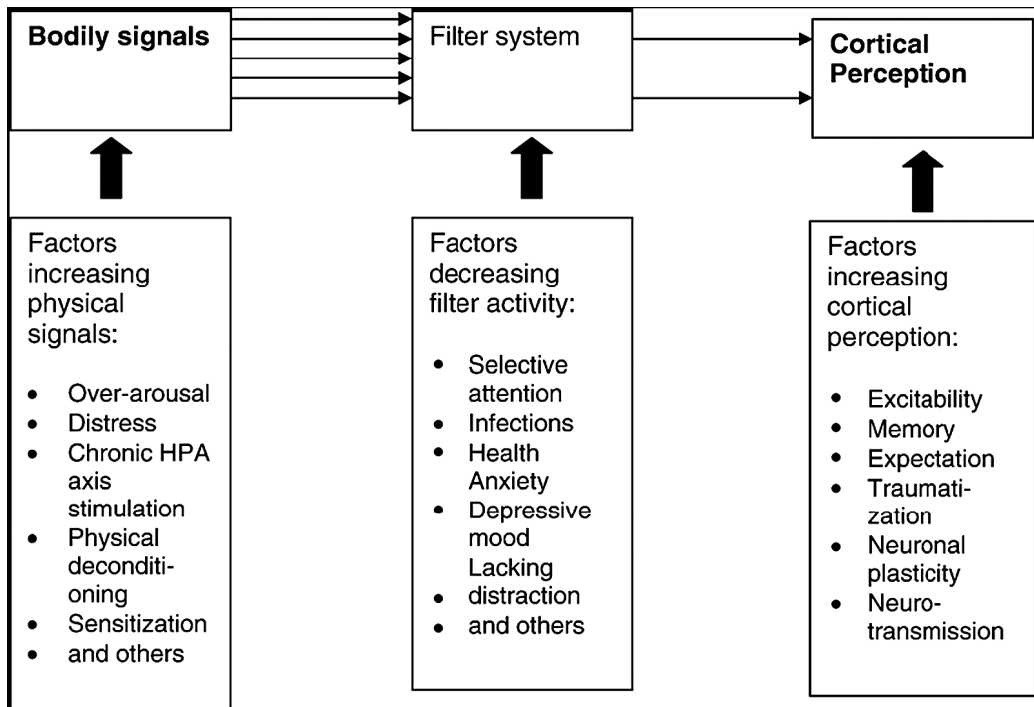 Bodily signals
Filter system
Cortical
Perception
Factors
increasing
physical
signals:
• Over-arousal
• Distress
• Chronic HPA
axis
stimulation
• Physical
deconditi-
oning
• Sensitization
• and others
Factors
decreasing
filter activity:
• Selective
attention
• Infections
• Health
Anxiety
• Depressive
mood
Lacking
• distraction
• and others
Factors
increasing
cortical
perception:
• Excitability
• Memory
• Expectation
• Traumati-
zation
• Neuronal
plasticity
• Neuro-
transmission